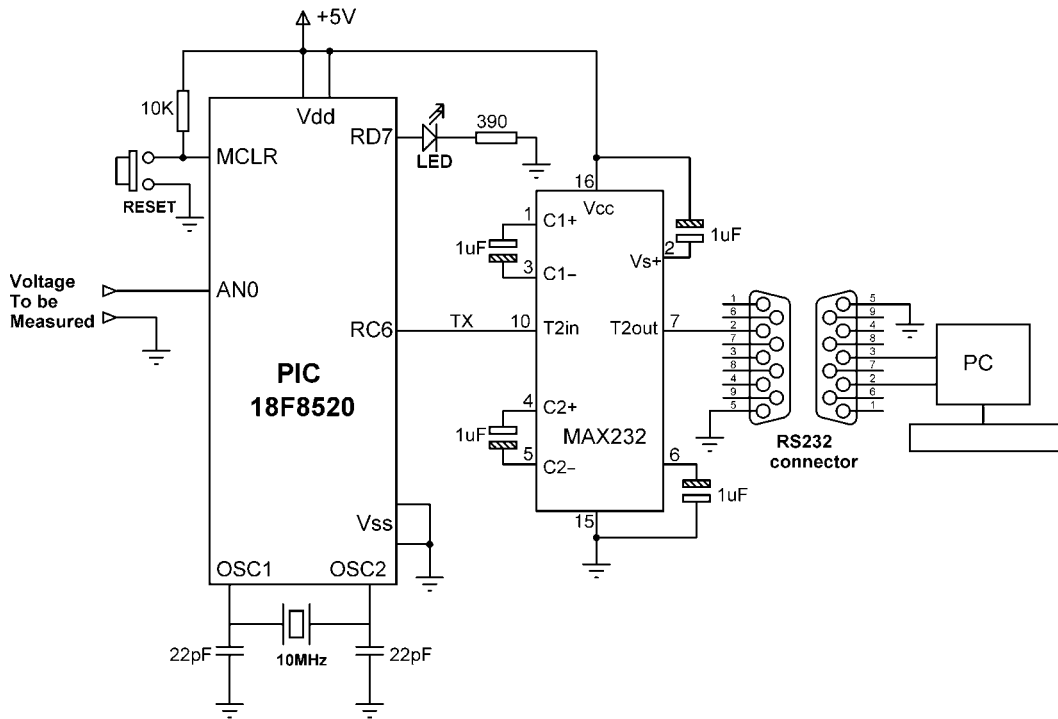 +5V
10K
Vdd
RD7
390
LED
MCLR
RESET
16
Vcc
1
C1+
1uF
3
C1–
1uF
2
Vs+
Voltage
To be
Measured
AN0
RC6
TX
10
T2in
T2out
7
PIC
18F8520
4
C2+
1uF
5
C2–
MAX232
6
1uF
15
Vss
OSC1
OSC2
22pF
10MHz
22pF
1
6
2
7
3
8
4
9
5
5
9
4
8
3
7
2
6
1
RS232
connector
PC